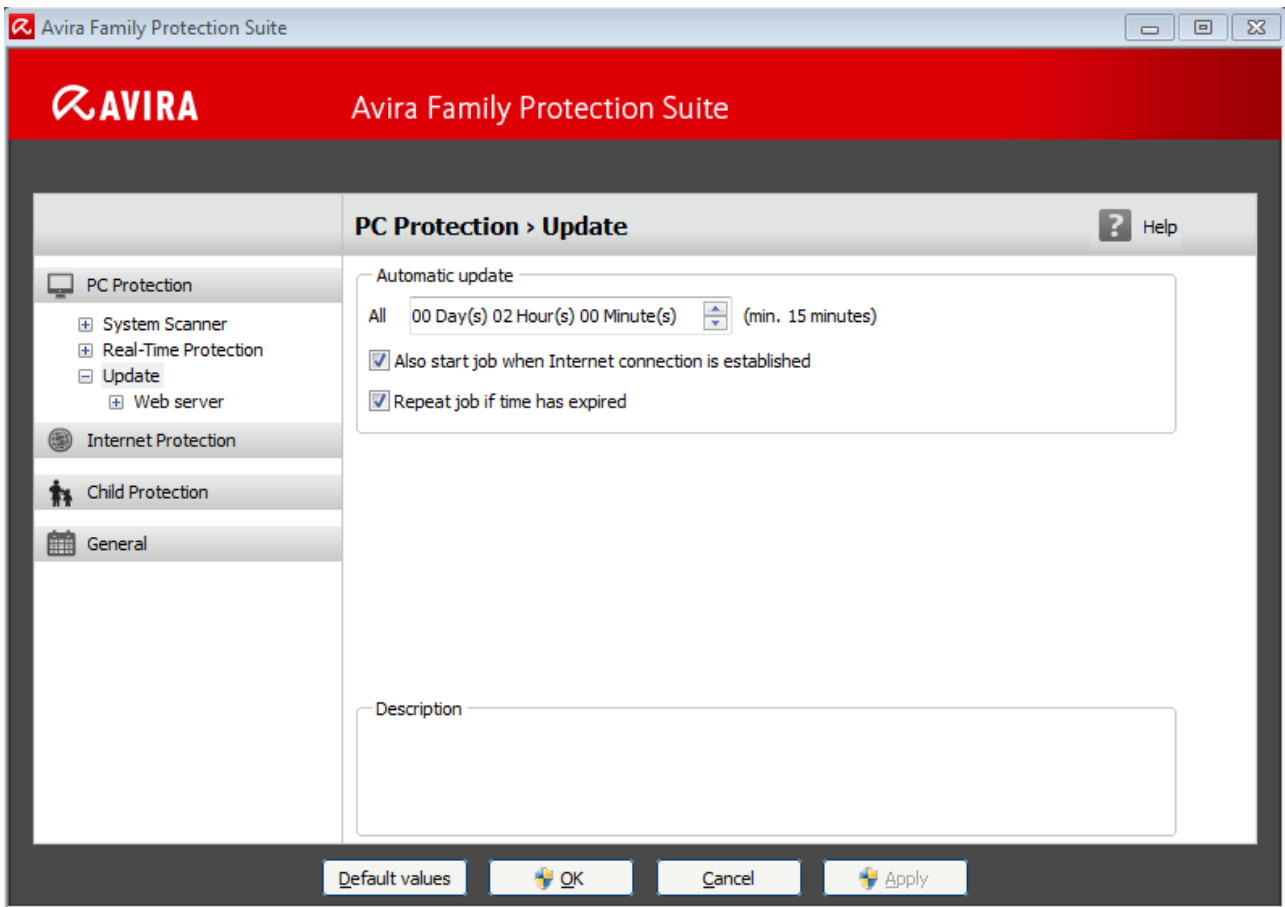 Avira Family Protection Suite
AVIRA
Avira Family Protection Suite
PC Protection › Update
? Help
PC Protection
System Scanner
Real-Time Protection
Update
Web server
Internet Protection
Child Protection
General
Automatic update
All 00 Day(s) 02 Hour(s) 00 Minute(s) (min. 15 minutes)
Also start job when Internet connection is established
Repeat job if time has expired
Description
Default values OK Cancel Apply